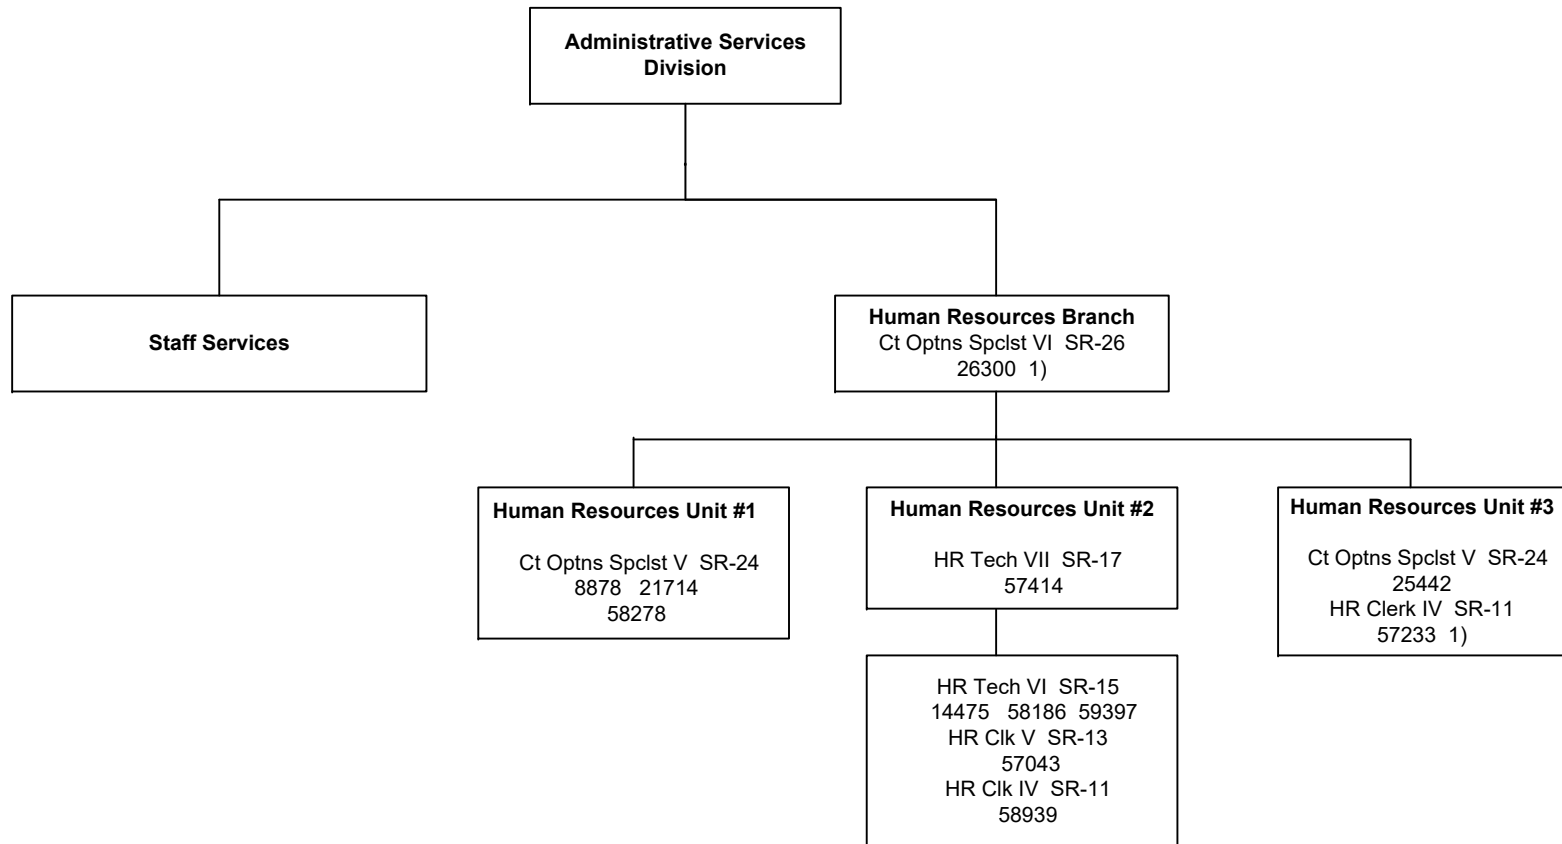 Administrative Services
Division
Staff Services
Human Resources Branch
Ct Optns Spclst VI  SR-26
26300  1)
Human Resources Unit #1
Ct Optns Spclst V  SR-24
8878   21714
58278
Human Resources Unit #2
HR Tech VII  SR-17
57414
HR Tech VI  SR-15
14475   58186  59397
HR Clk V  SR-13
57043
HR Clk IV  SR-11
58939
Human Resources Unit #3
Ct Optns Spclst V  SR-24
25442
HR Clerk IV  SR-11
57233  1)